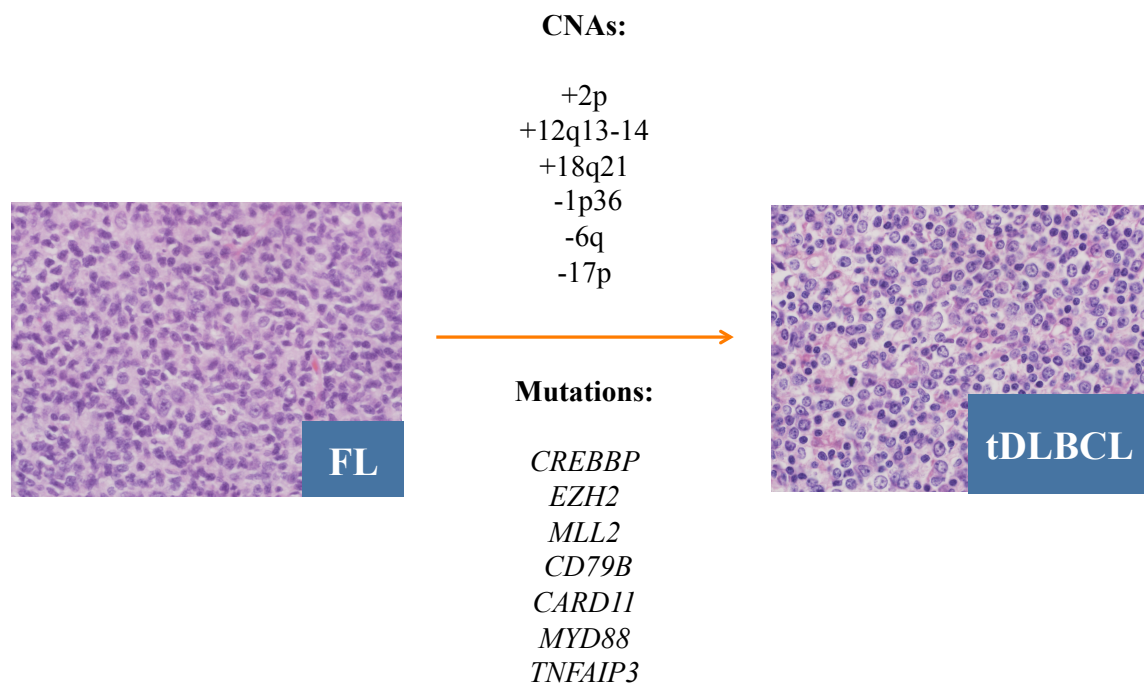 CNAs:
+2p
+12q13-14
+18q21
-1p36
-6q
-17p
FL
tDLBCL
Mutations:
CREBBP
EZH2
MLL2
CD79B
CARD11
MYD88
TNFAIP3